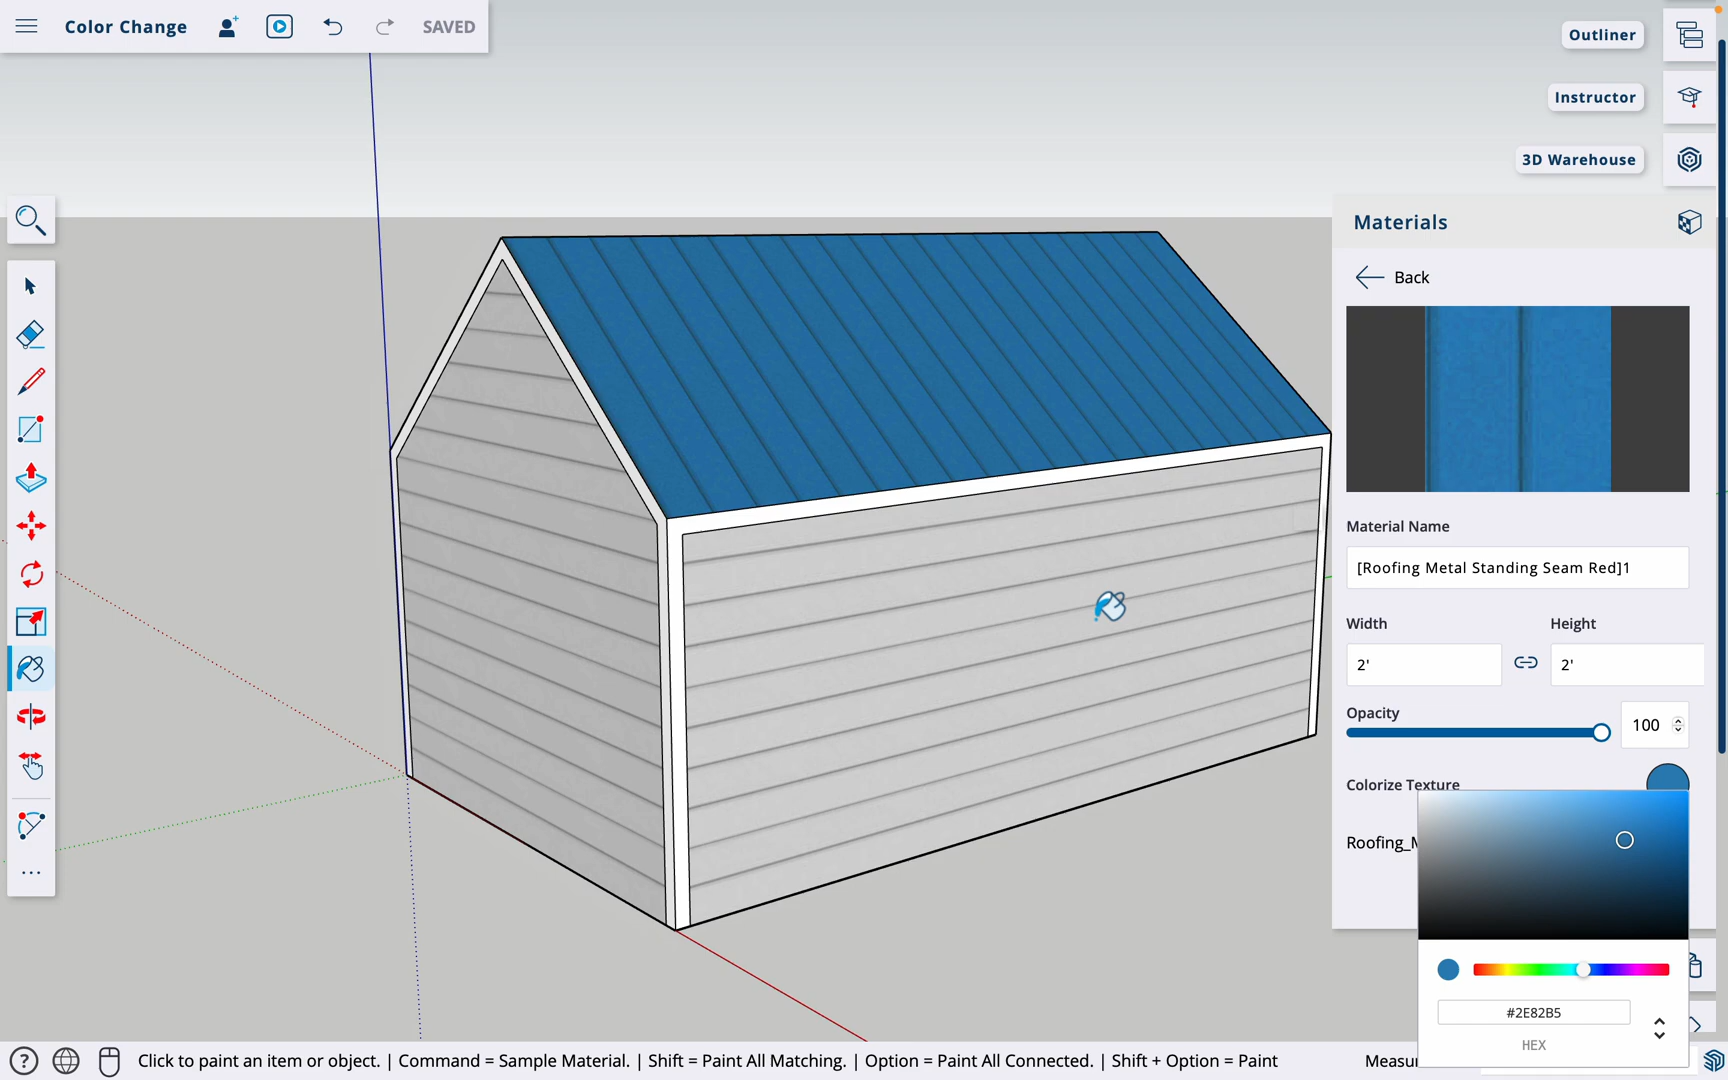 Color Change
SAVED
Outliner
Instructor
3D Warehouse
Materials
Back
Material Name
[Roofing Metal Standing Seam Red]1
Width
Height
2'
2'
Opacity
100
Colorize Texture
Roofing_M
#2E82B5
HEX
? Click to paint an item or object. | Command = Sample Material. | Shift = Paint All Matching. | Option = Paint All Connected. | Shift + Option = Paint
Measu